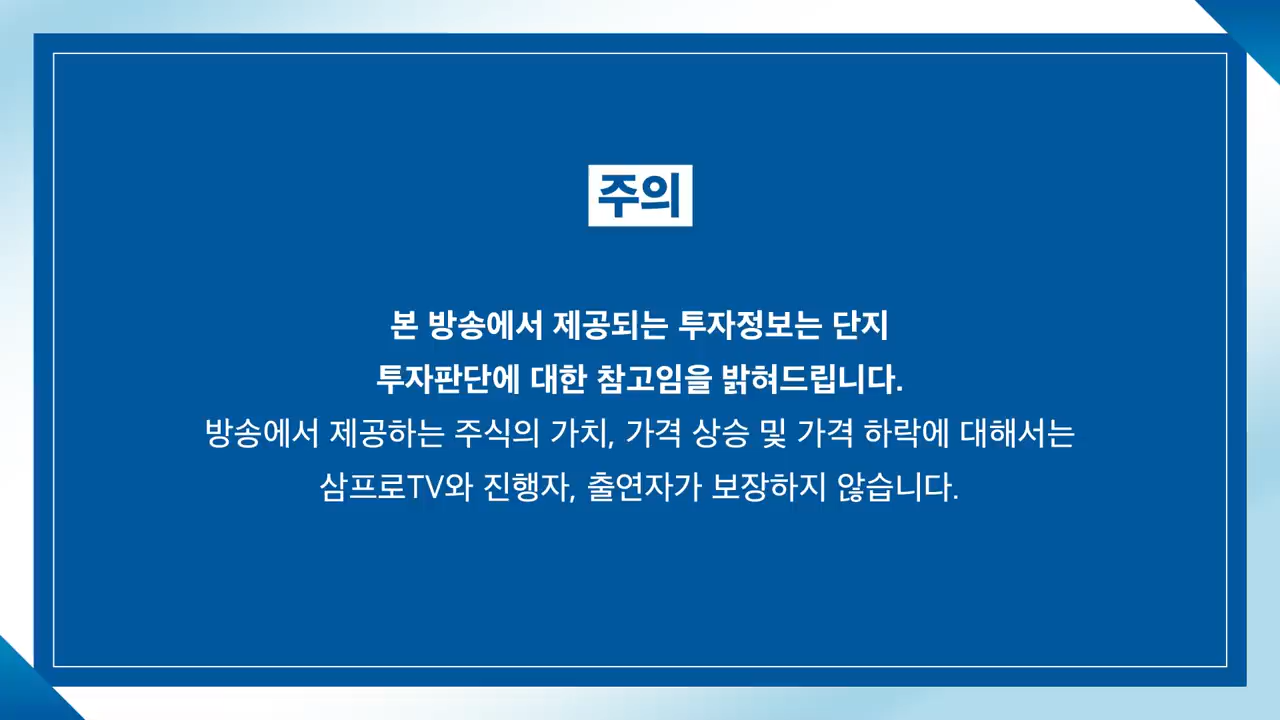 주의
본 방송에서 제공되는 투자정보는 단지
투자판단에 대한 참고임을 밝혀드립니다.
방송에서 제공하는 주식의 가치, 가격 상승 및 가격 하락에 대해서는
삼프로TV와 진행자, 출연자가 보장하지 않습니다.